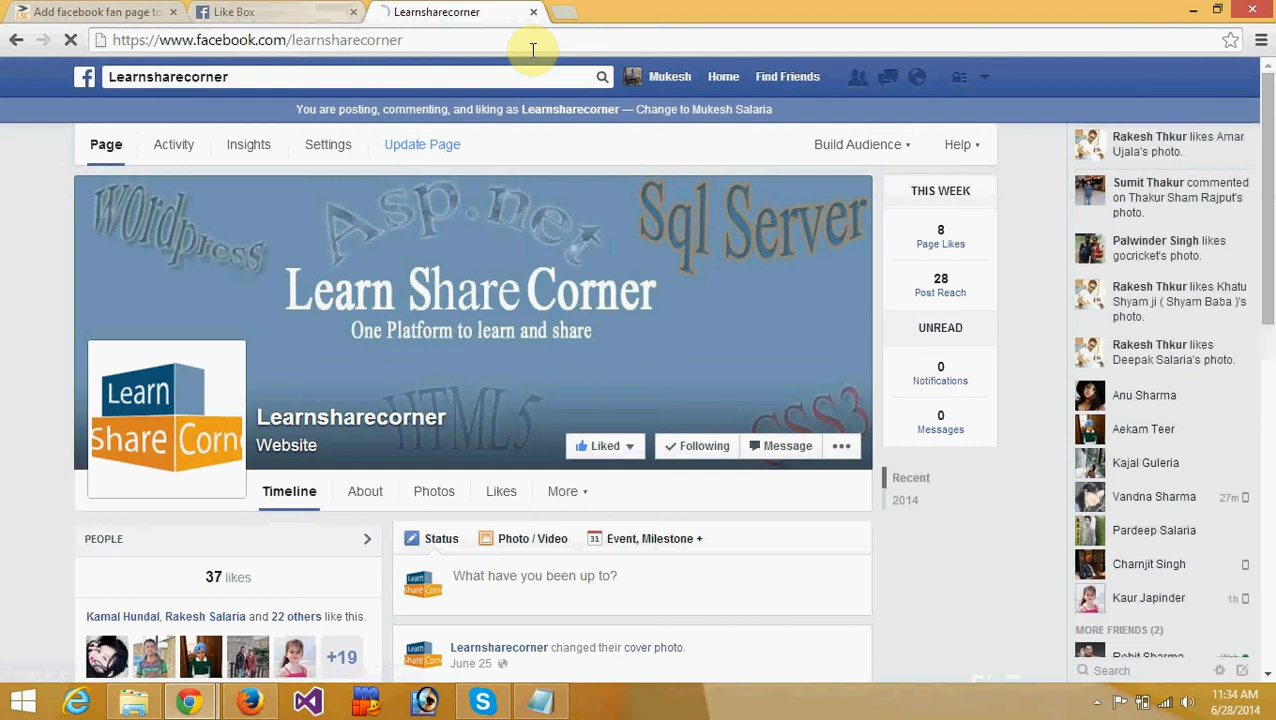 Add facebook fan page to
Like Box
Learnsharecorner
https://www.facebook.com/learnsharecorner
Learnsharecorner
Mukesh
Home
Find Friends
You are posting, commenting, and liking as Learnsharecorner — Change to Mukesh Salaria
Page
Activity
Insights
Settings
Update Page
Build Audience
Help
Wordpress
Asp.net
Sql Server
Learn Share Corner
One Platform to learn and share
HTML5
CSS3
Learn
Share Corn
Learnsharecorner
Website
Liked
Following
Message
Timeline
About
Photos
Likes
More
THIS WEEK
8
Page Likes
28
Post Reach
UNREAD
0
Notifications
0
Messages
Recent
2014
PEOPLE
37 likes
Kamal Hundal, Rakesh Salaria and 22 others like this.
+19
Status
Photo / Video
31
Event, Milestone +
What have you been up to?
Learnsharecorner changed their cover photo.
June 25
Rakesh Thkur likes Amar
Ujala's photo.
Sumit Thakur commented
on Thakur Sham Rajput's
photo.
Palwinder Singh likes
gocricket's photo.
Rakesh Thkur likes Khatu
Shyam ji ( Shyam Baba )'s
photo.
Rakesh Thkur likes
Deepak Salaria's photo.
Anu Sharma
Aekam Teer
Kajal Guleria
Vandna Sharma 27m
Pardeep Salaria
Charnjit Singh
Kaur Japinder 1h
MORE FRIENDS (2)
Rohit Sharma
Search
11:34 AM
6/28/2014